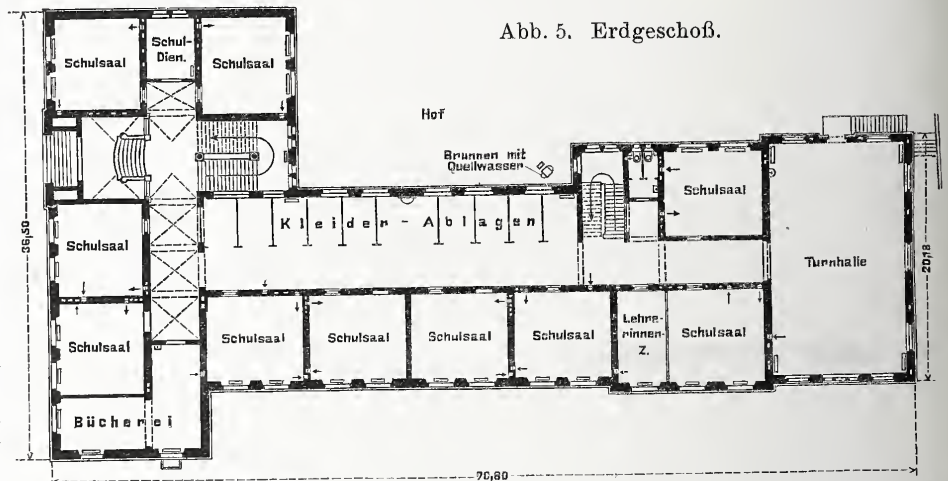 Abb. 5. Erdgeschoß.
Schulsaal
Schul-
Dien.
Schulsaal
Hof
Brunnen mit
Quellwasser
Schulsaal
Kleider-Ablagen
Schulsaal
Turnhalle
36,50
20,18
Schulsaal
Schulsaal
Schulsaal
Schulsaal
Schulsaal
Lehre-
rinnen-
Z.
Schulsaal
Bücherei
70,80